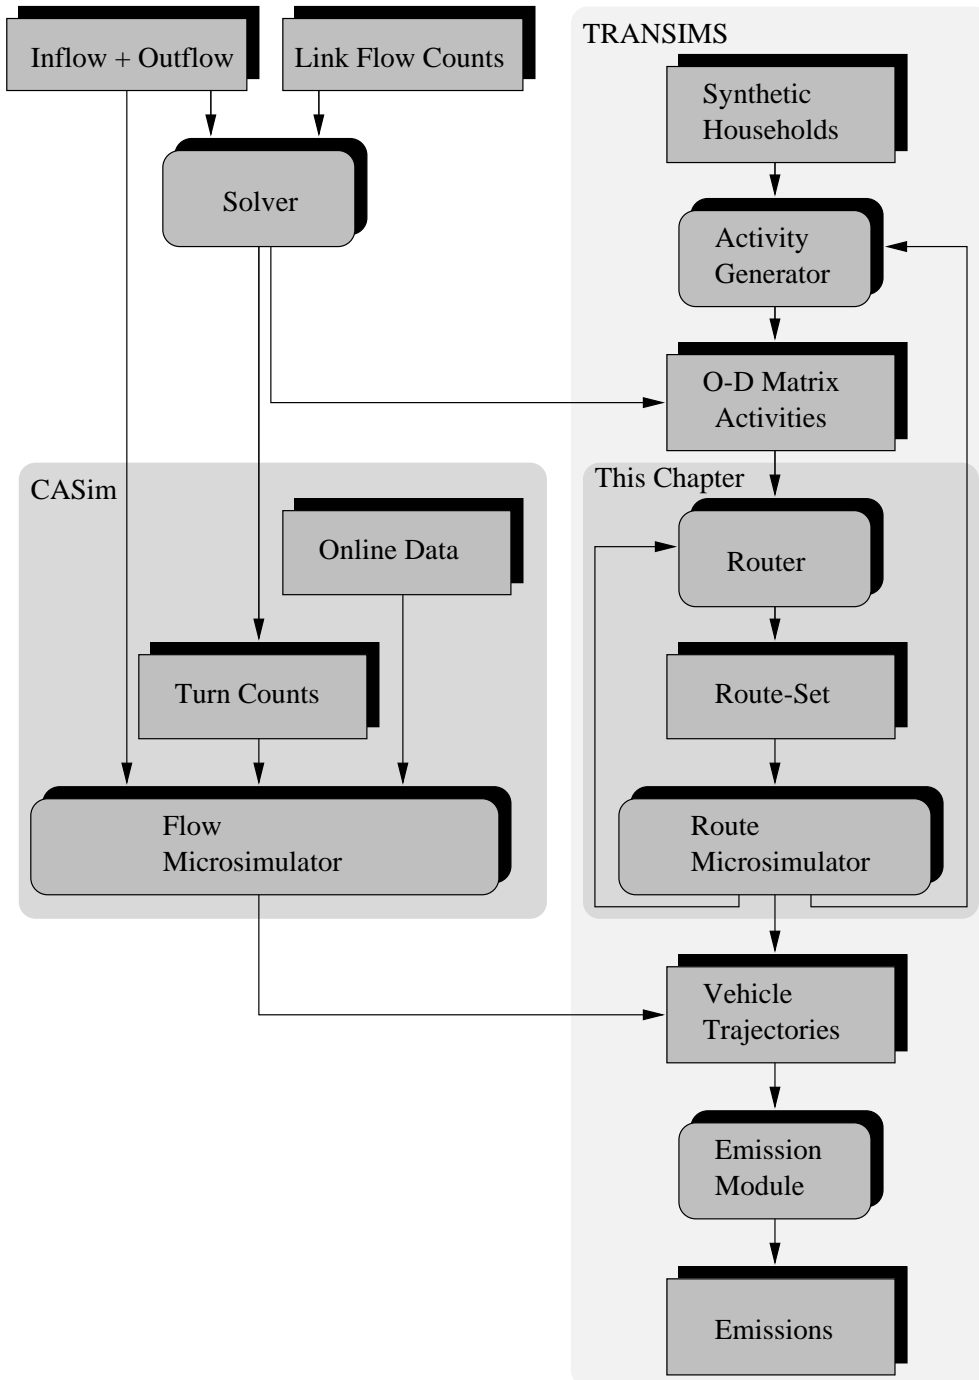 Inflow + Outflow
Link Flow Counts
Solver
TRANSIMS
Synthetic
Households
Activity
Generator
O-D Matrix
Activities
CASim
Online Data
Turn Counts
Flow
Microsimulator
This Chapter
Router
Route-Set
Route
Microsimulator
Vehicle
Trajectories
Emission
Module
Emissions